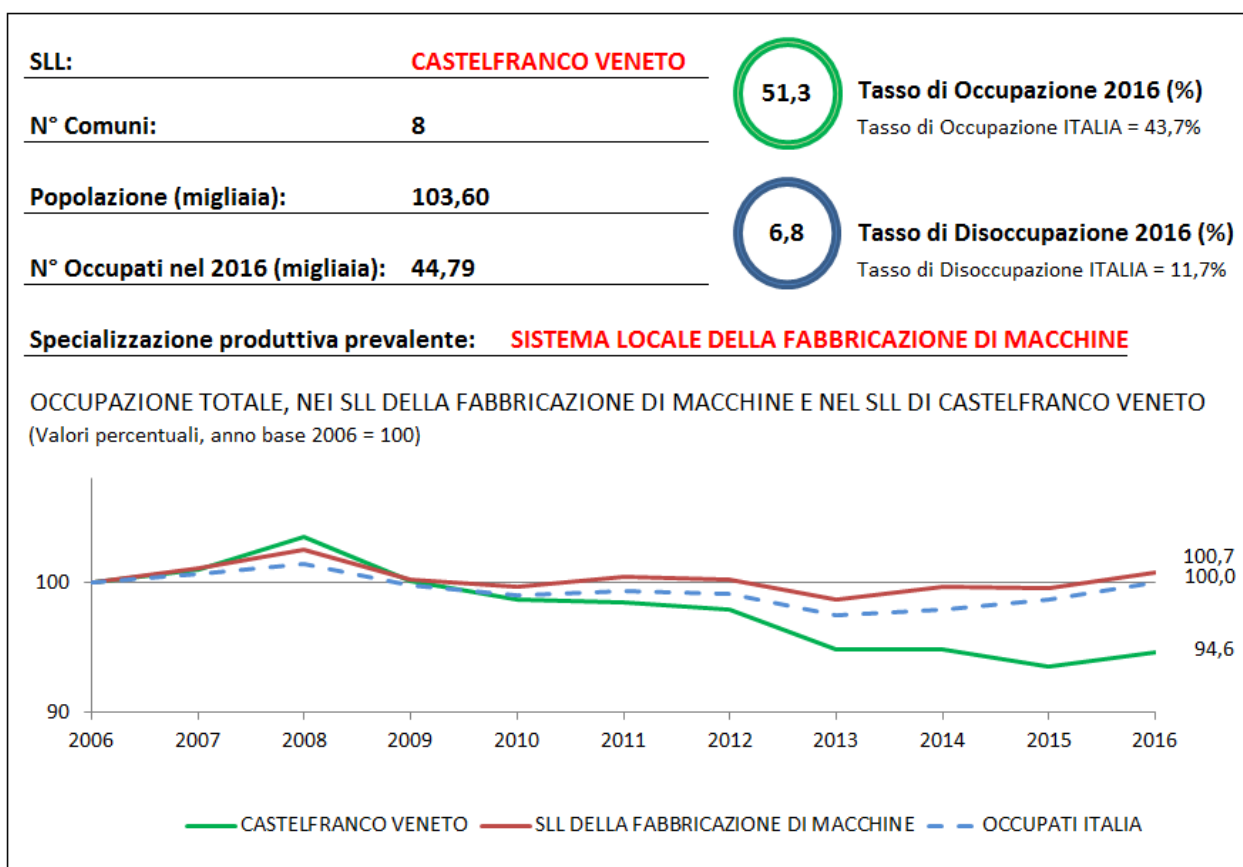 SLL: CASTELFRANCO VENETO
N° Comuni: 8
Popolazione (migliaia): 103,60
N° Occupati nel 2016 (migliaia): 44,79
51,3
Tasso di Occupazione 2016 (%)
Tasso di Occupazione ITALIA = 43,7%
6,8
Tasso di Disoccupazione 2016 (%)
Tasso di Disoccupazione ITALIA = 11,7%
Specializzazione produttiva prevalente: SISTEMA LOCALE DELLA FABBRICAZIONE DI MACCHINE
OCCUPAZIONE TOTALE, NEI SLL DELLA FABBRICAZIONE DI MACCHINE E NEL SLL DI CASTELFRANCO VENETO
(Valori percentuali, anno base 2006 = 100)
100
90
100,7
100,0
94,6
2006 2007 2008 2009 2010 2011 2012 2013 2014 2015 2016
CASTELFRANCO VENETO SLL DELLA FABBRICAZIONE DI MACCHINE OCCUPATI ITALIA